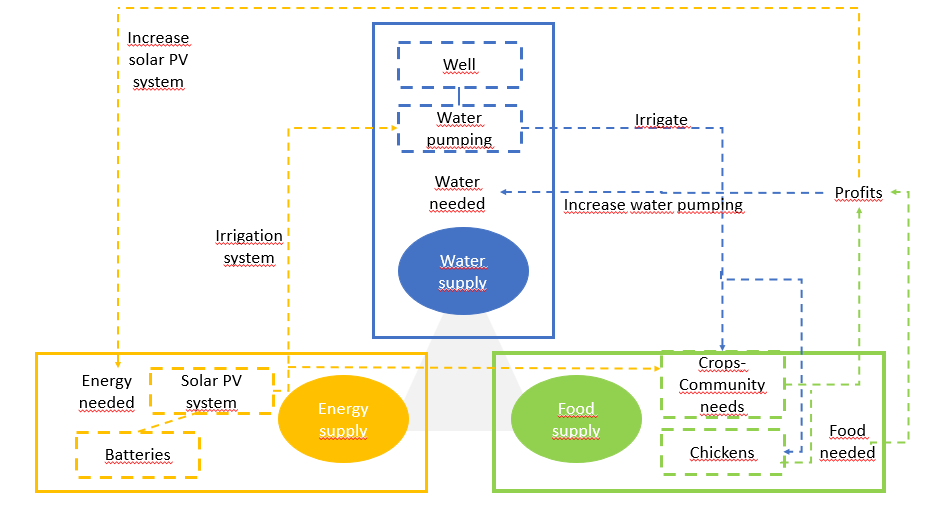 Increase
solar PV
system
Well
Water
pumping
Irrigate
Water
needed
Profits
Increase water pumping
Irrigation
system
Water
supply
Energy
needed
Solar PV
system
Batteries
Energy
supply
Food
supply
Crops-
Community
needs
Chickens
Food
needed